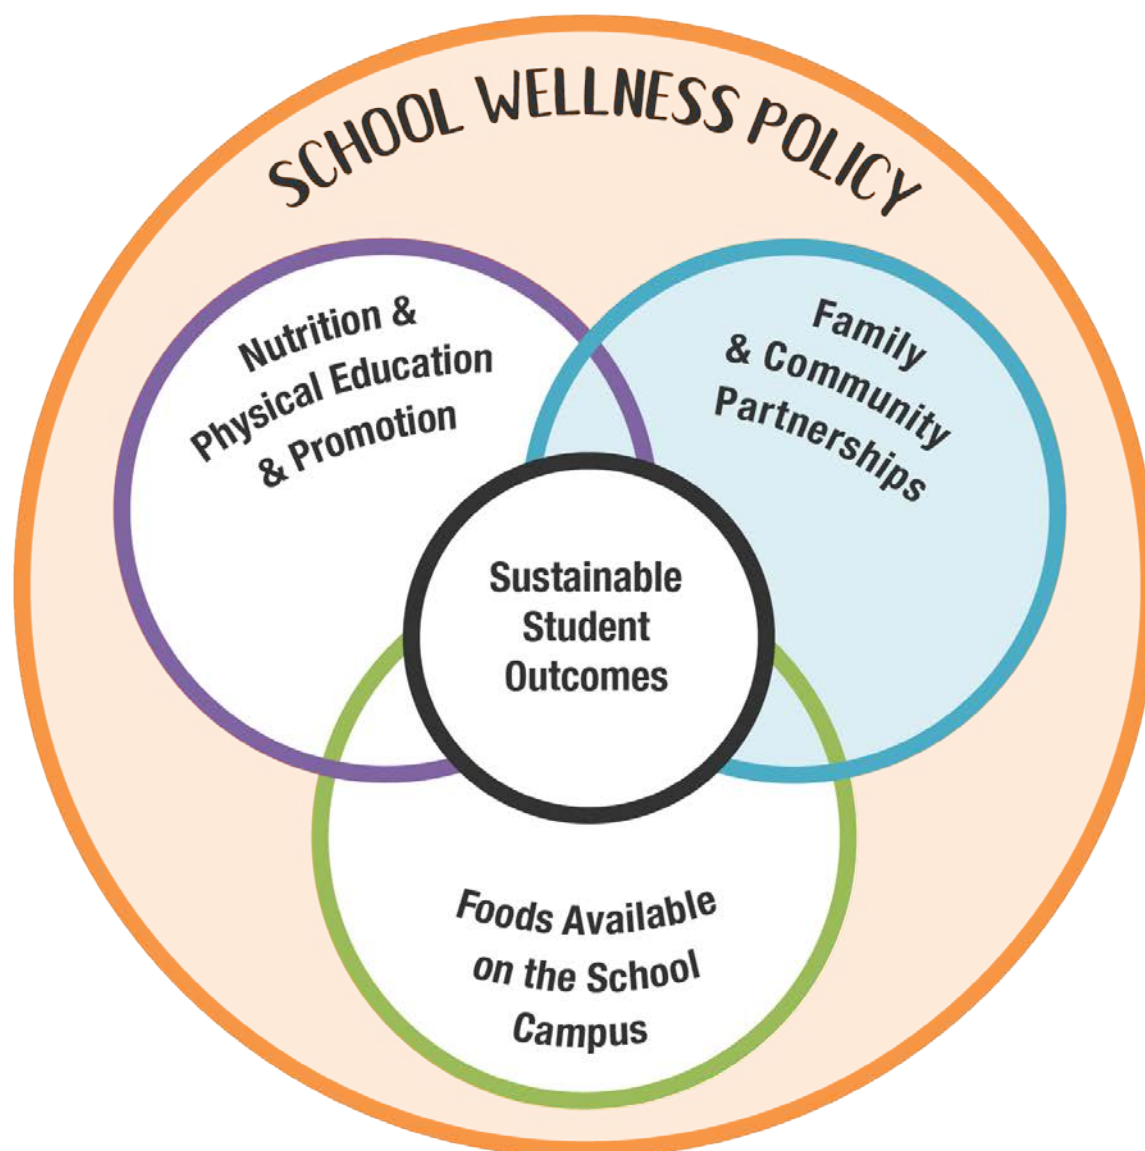 SCHOOL WELLNESS POLICY
Nutrition &
Physical Education
& Promotion
Family
& Community
Partnerships
Sustainable
Student
Outcomes
Foods Available
on the School
Campus